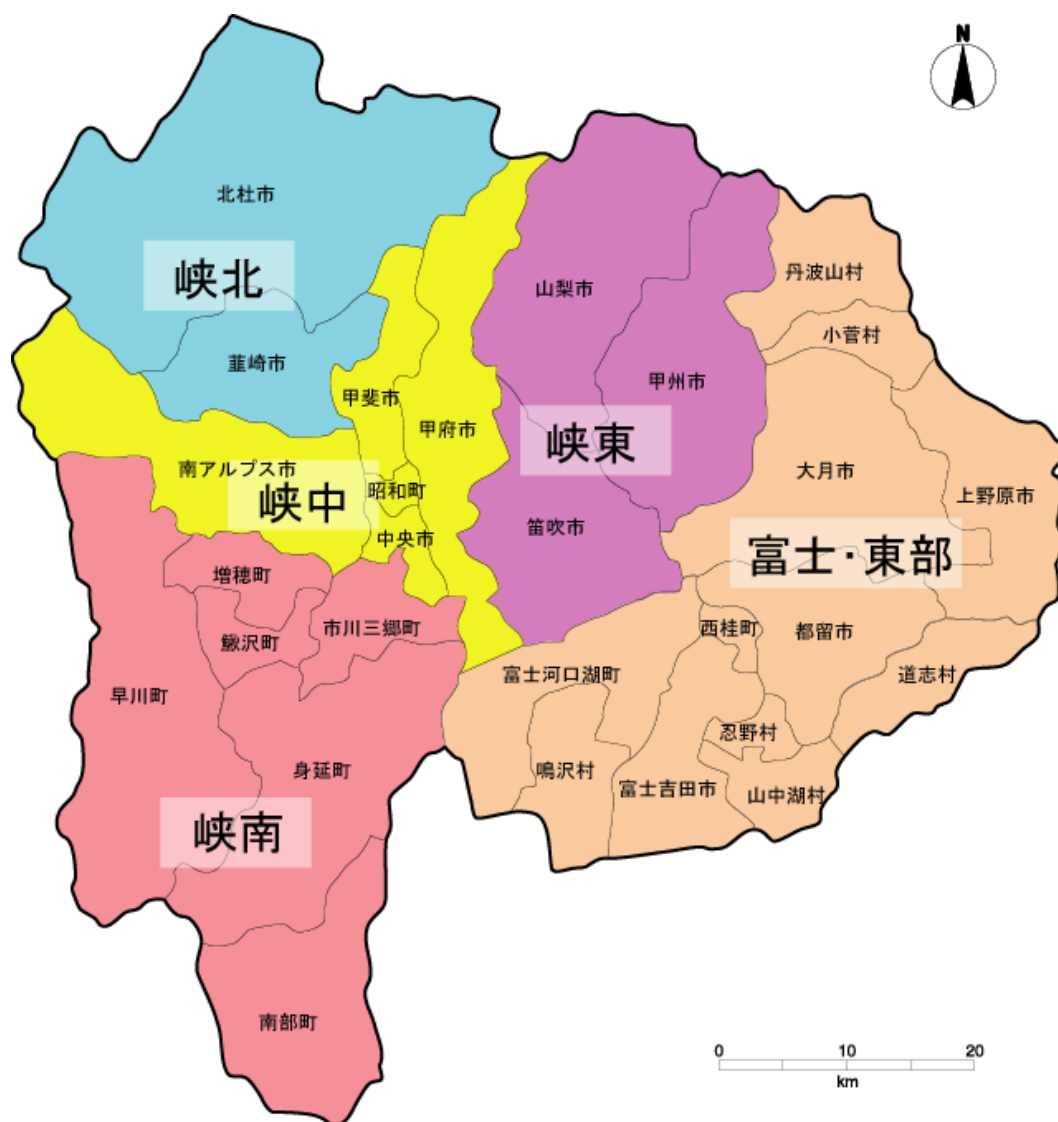 N
北杜市
峡北
韮崎市
山梨市
丹波山村
小菅村
甲州市
甲斐市
甲府市
峡東
南アルプス市
峡中
昭和町
中央市
大月市
上野原市
笛吹市
富士・東部
増穂町
鰍沢町
市川三郷町
西桂町
都留市
早川町
富士河口湖町
道志村
身延町
鳴沢村
忍野村
富士吉田市
山中湖村
峡南
南部町
0 10 20
km